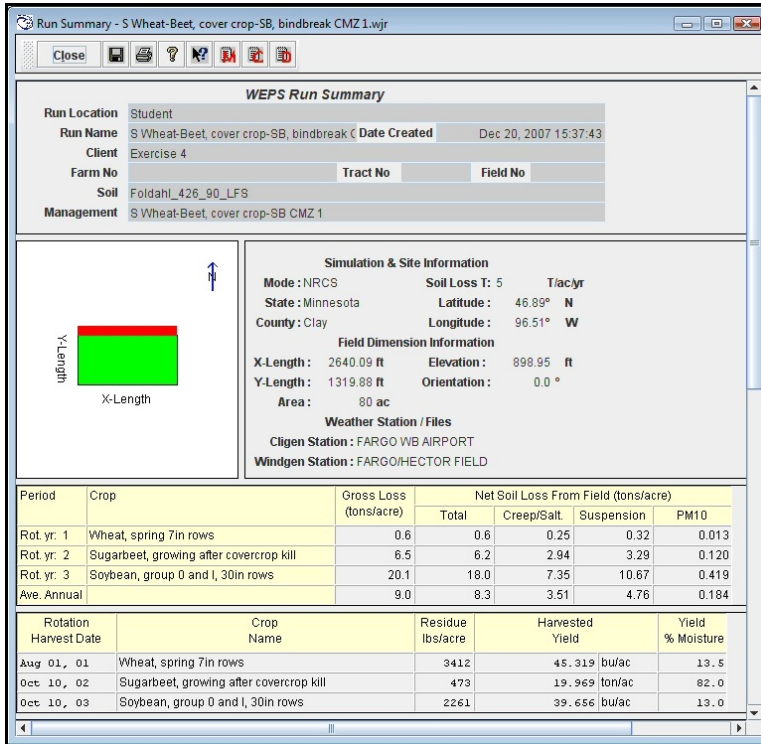 Run Summary - S Wheat-Beet, cover crop-SB, bindbreak CMZ 1.wjr
Close
WEPS Run Summary
Run Location Student
Run Name S Wheat-Beet, cover crop-SB, bindbreak C Date Created Dec 20, 2007 15:37:43
Client Exercise 4
Farm No Tract No Field No
Soil Foldahl_426_90_LFS
Management S Wheat-Beet, cover crop-SB CMZ 1
N
Y-Length
X-Length
Simulation & Site Information
Mode : NRCS Soil Loss T: 5 T/ac/yr
State : Minnesota Latitude : 46.89° N
County : Clay Longitude : 96.51° W
Field Dimension Information
X-Length : 2640.09 ft Elevation : 898.95 ft
Y-Length : 1319.88 ft Orientation : 0.0 °
Area : 80 ac
Weather Station / Files
Cligen Station : FARGO WB AIRPORT
Windgen Station : FARGO/HECTOR FIELD
Period Crop Gross Loss Net Soil Loss From Field (tons/acre)
(tons/acre) Total Creep/Salt. Suspension PM10
Rot. yr: 1 Wheat, spring 7in rows 0.6 0.6 0.25 0.32 0.013
Rot. yr: 2 Sugarbeet, growing after covercrop kill 6.5 6.2 2.94 3.29 0.120
Rot. yr: 3 Soybean, group 0 and I, 30in rows 20.1 18.0 7.35 10.67 0.419
Ave. Annual 9.0 8.3 3.51 4.76 0.184
Rotation Crop Residue Harvested Yield
Harvest Date Name lbs/acre Yield % Moisture
Aug 01, 01 Wheat, spring 7in rows 3412 45.319 bu/ac 13.5
Oct 10, 02 Sugarbeet, growing after covercrop kill 473 19.969 ton/ac 82.0
Oct 10, 03 Soybean, group 0 and I, 30in rows 2261 39.656 bu/ac 13.0